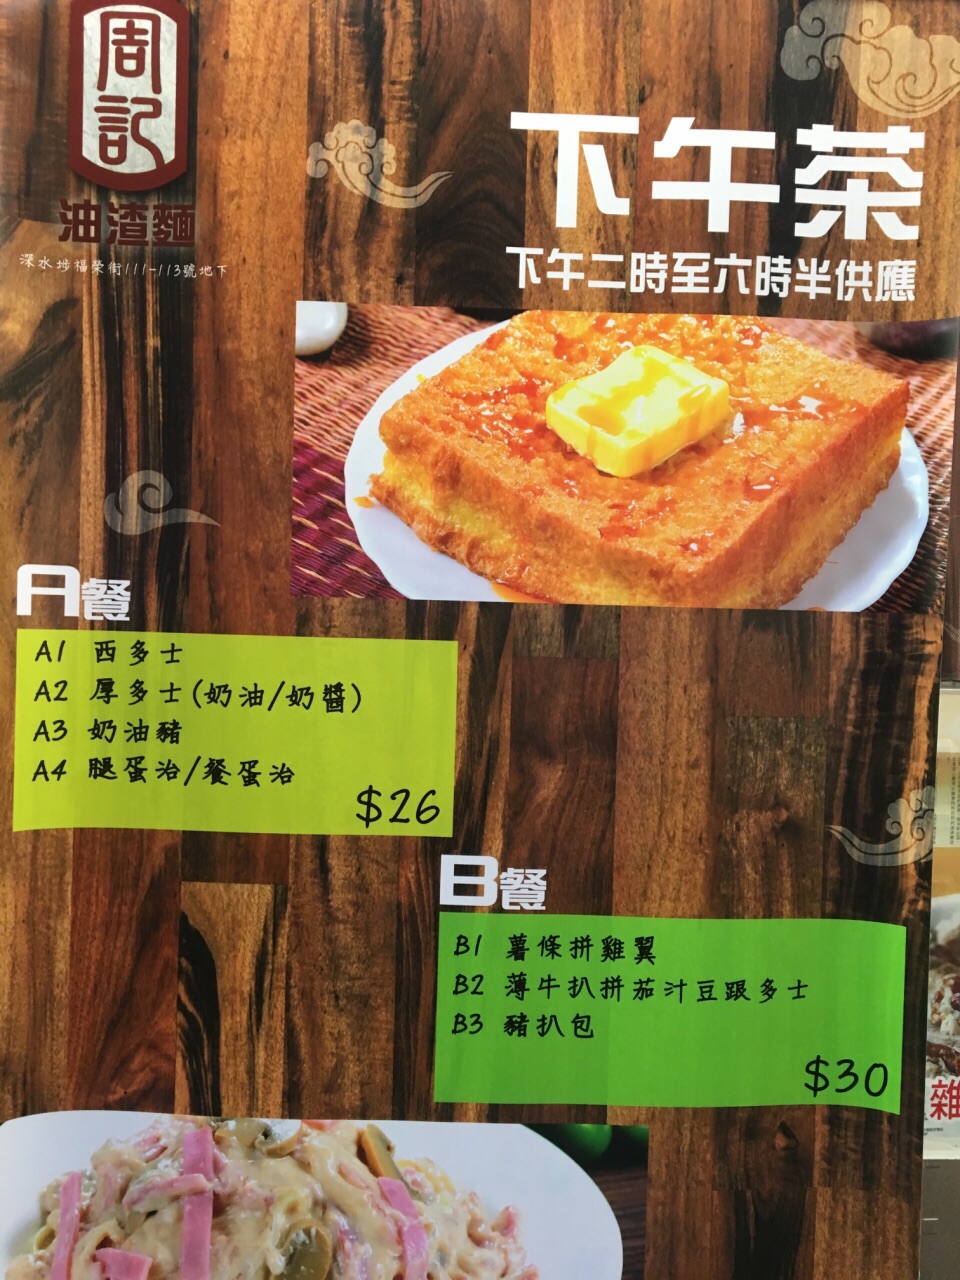 周記
油渣麵
深水埗福榮街111-113號地下
下午茶
下午二時至六時半供應
A餐
A1 西多士
A2 厚多士(奶油/奶醬)
A3 奶油豬
A4 腿蛋治/餐蛋治
$26
B餐
B1 薯條拼雞翼
B2 薄牛扒拼茄汁豆跟多士
B3 豬扒包
$30
雜